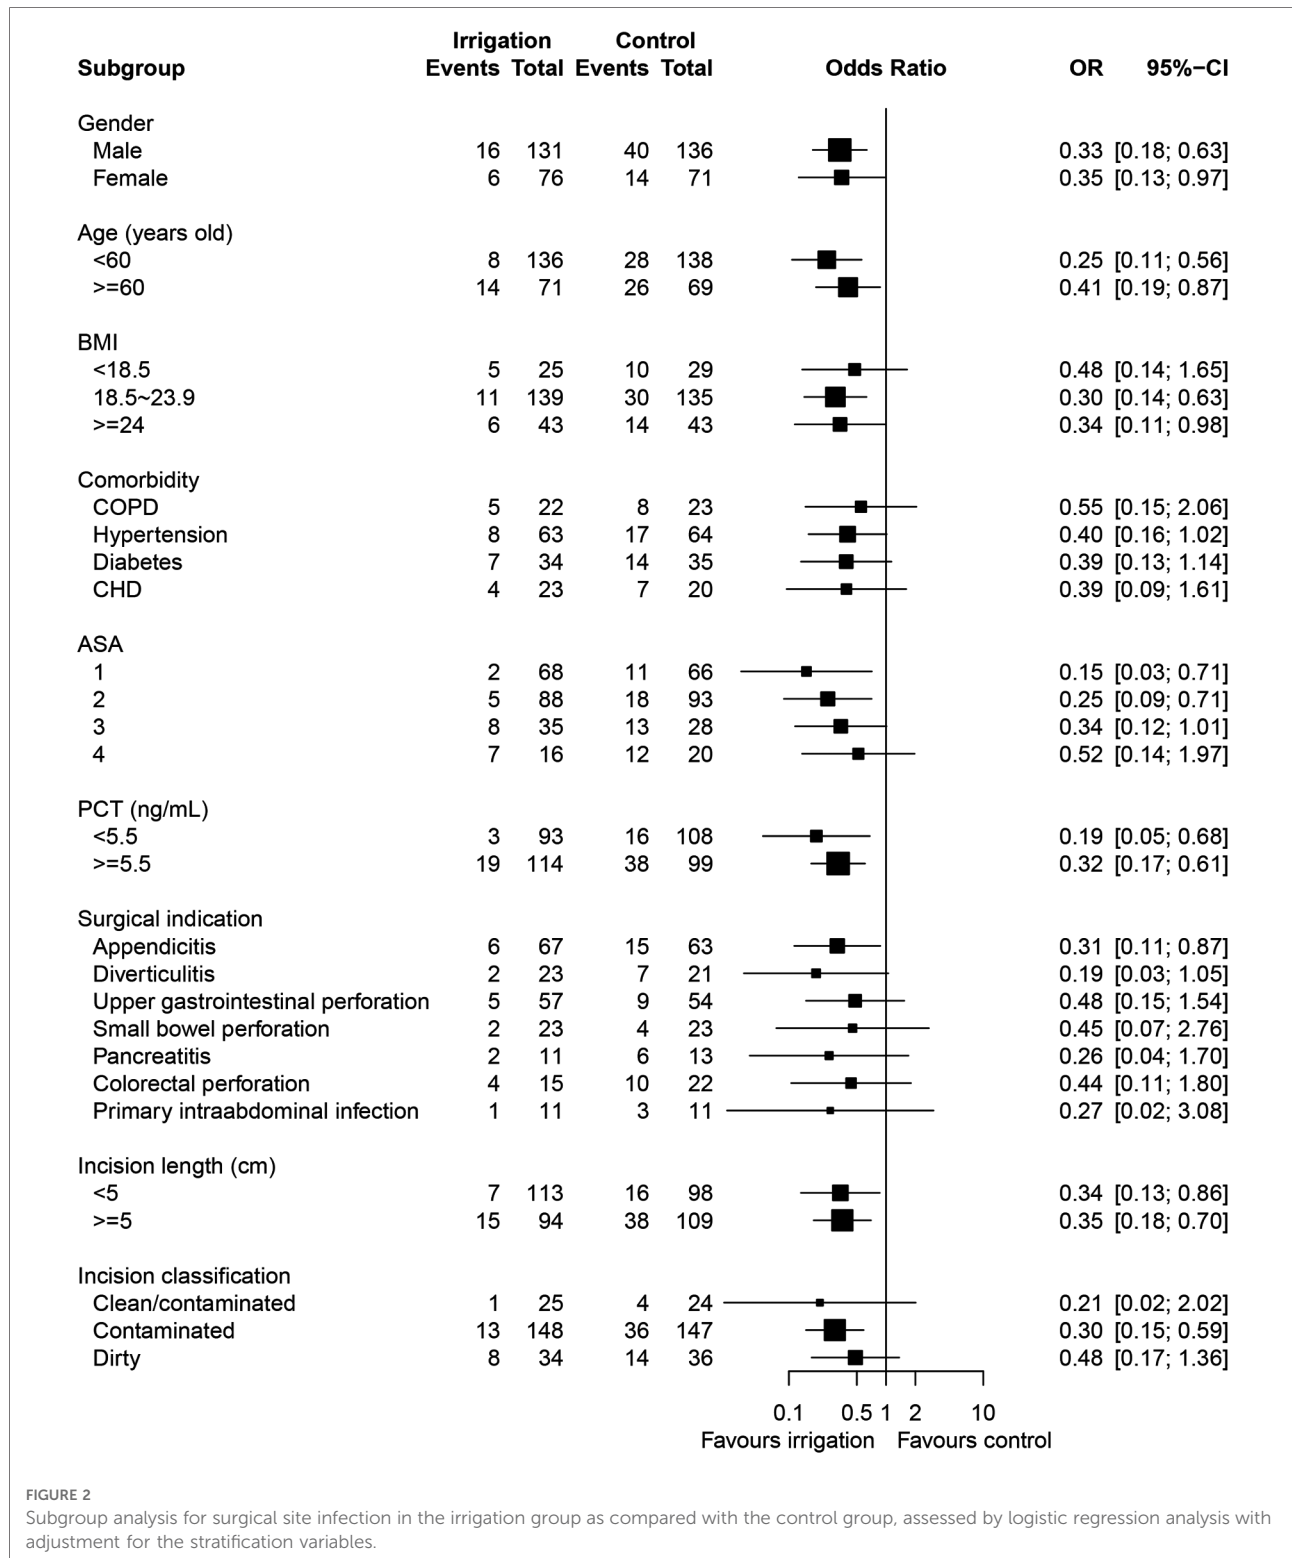 Irrigation Control
Subgroup Events Total Events Total Odds Ratio OR 95%−CI
Gender
Male 16 131 40 136 0.33 [0.18; 0.63]
Female 6 76 14 71 0.35 [0.13; 0.97]
Age (years old)
<60 8 136 28 138 0.25 [0.11; 0.56]
>=60 14 71 26 69 0.41 [0.19; 0.87]
BMI
<18.5 5 25 10 29 0.48 [0.14; 1.65]
18.5~23.9 11 139 30 135 0.30 [0.14; 0.63]
>=24 6 43 14 43 0.34 [0.11; 0.98]
Comorbidity
COPD 5 22 8 23 0.55 [0.15; 2.06]
Hypertension 8 63 17 64 0.40 [0.16; 1.02]
Diabetes 7 34 14 35 0.39 [0.13; 1.14]
CHD 4 23 7 20 0.39 [0.09; 1.61]
ASA
1 2 68 11 66 0.15 [0.03; 0.71]
2 5 88 18 93 0.25 [0.09; 0.71]
3 8 35 13 28 0.34 [0.12; 1.01]
4 7 16 12 20 0.52 [0.14; 1.97]
PCT (ng/mL)
<5.5 3 93 16 108 0.19 [0.05; 0.68]
>=5.5 19 114 38 99 0.32 [0.17; 0.61]
Surgical indication
Appendicitis 6 67 15 63 0.31 [0.11; 0.87]
Diverticulitis 2 23 7 21 0.19 [0.03; 1.05]
Upper gastrointestinal perforation 5 57 9 54 0.48 [0.15; 1.54]
Small bowel perforation 2 23 4 23 0.45 [0.07; 2.76]
Pancreatitis 2 11 6 13 0.26 [0.04; 1.70]
Colorectal perforation 4 15 10 22 0.44 [0.11; 1.80]
Primary intraabdominal infection 1 11 3 11 0.27 [0.02; 3.08]
Incision length (cm)
<5 7 113 16 98 0.34 [0.13; 0.86]
>=5 15 94 38 109 0.35 [0.18; 0.70]
Incision classification
Clean/contaminated 1 25 4 24 0.21 [0.02; 2.02]
Contaminated 13 148 36 147 0.30 [0.15; 0.59]
Dirty 8 34 14 36 0.48 [0.17; 1.36]
0.1 0.5 1 2 10
Favours irrigation Favours control
FIGURE 2
Subgroup analysis for surgical site infection in the irrigation group as compared with the control group, assessed by logistic regression analysis with
adjustment for the stratification variables.